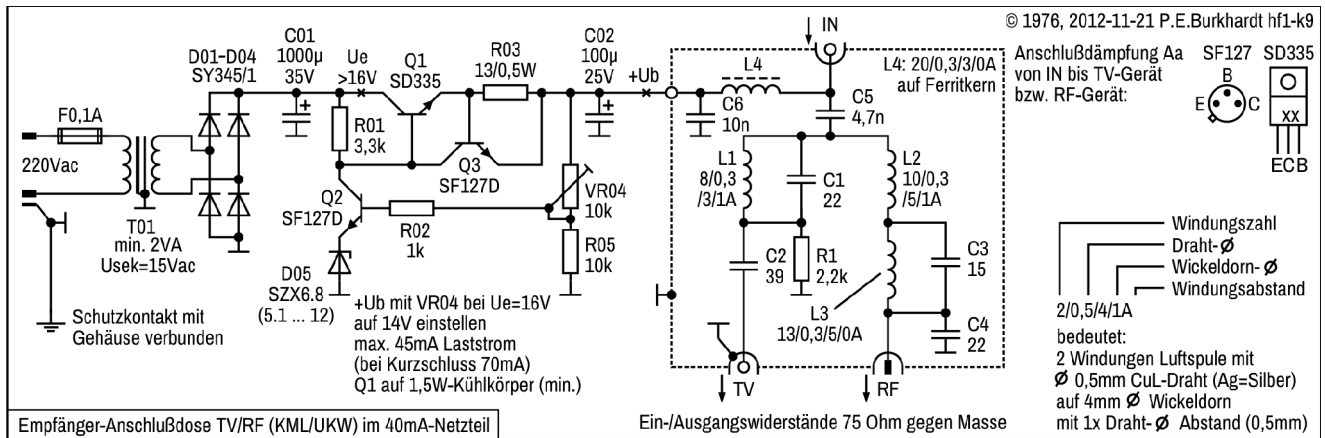 © 1976, 2012-11-21 P.E.Burkhardt hf1-k9
D01-D04
SY345/1
C01
1000µ
35V
Ue
>16V
Q1
SD335
R03
13/0,5W
C02
100µ
25V
+Ub
IN
L4: 20/0,3/3/0A
auf Ferritkern
L4
C6
10n
C5
4,7n
Anschlußdämpfung Aa
von IN bis TV-Gerät
bzw. RF-Gerät:
SF127
B
E
C
SD335
XX
ECB
F0,1A
220Vac
R01
3,3k
Q3
SF127D
Q2
SF127D
VR04
10k
R02
1k
R05
10k
T01
min. 2VA
Usek=15Vac
D05
SZX6.8
(5.1 ... 12)
Schutzkontakt mit
Gehäuse verbunden
+Ub mit VR04 bei Ue=16V
auf 14V einstellen
max. 45mA Laststrom
(bei Kurzschluss 70mA)
Q1 auf 1,5W-Kühlkörper (min.)
L1
8/0,3
/3/1A
C1
22
L2
10/0,3
/5/1A
C2
39
R1
2,2k
C3
15
L3
13/0,3/5/0A
C4
22
TV
RF
Windungszahl
Draht-Ø
Wickeldorn-Ø
Windungsabstand
2/0,5/4/1A
bedeutet:
2 Windungen Luftspule mit
Ø 0,5mm CuL-Draht (Ag=Silber)
auf 4mm Ø Wickeldorn
mit 1x Draht-Ø Abstand (0,5mm)
Empfänger-Anschlußdose TV/RF (KML/UKW) im 40mA-Netzteil
Ein-/Ausgangswiderstände 75 Ohm gegen Masse